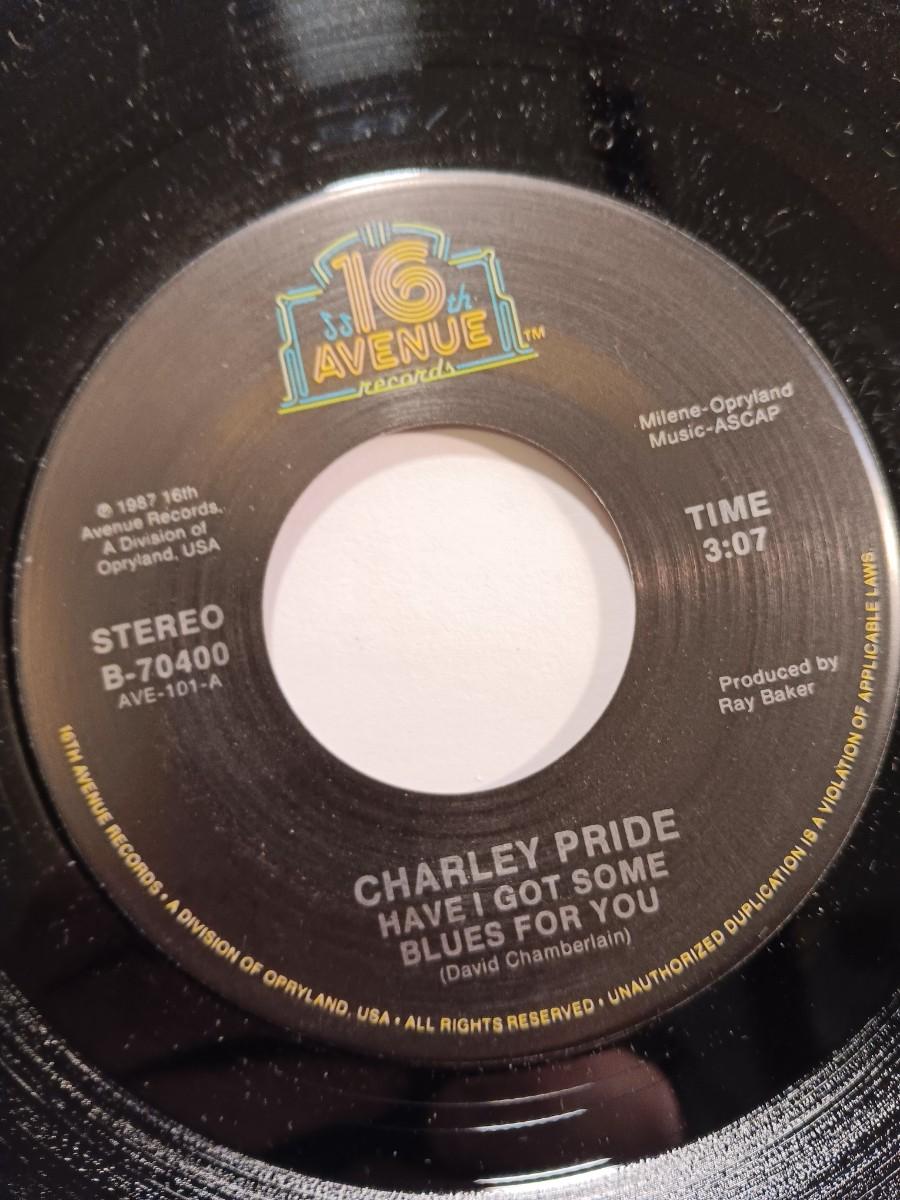 16th
AVENUE TM
records
Milene-Opryland
Music-ASCAP
TIME
3:07
℗ 1987 16th
Avenue Records,
A Division of
Opryland, USA
STEREO
B-70400
AVE-101-A
Produced by
Ray Baker
CHARLEY PRIDE
HAVE I GOT SOME
BLUES FOR YOU
(David Chamberlain)
16TH AVENUE RECORDS • A DIVISION OF OPRYLAND, USA • ALL RIGHTS RESERVED • UNAUTHORIZED DUPLICATION IS A VIOLATION OF APPLICABLE LAWS